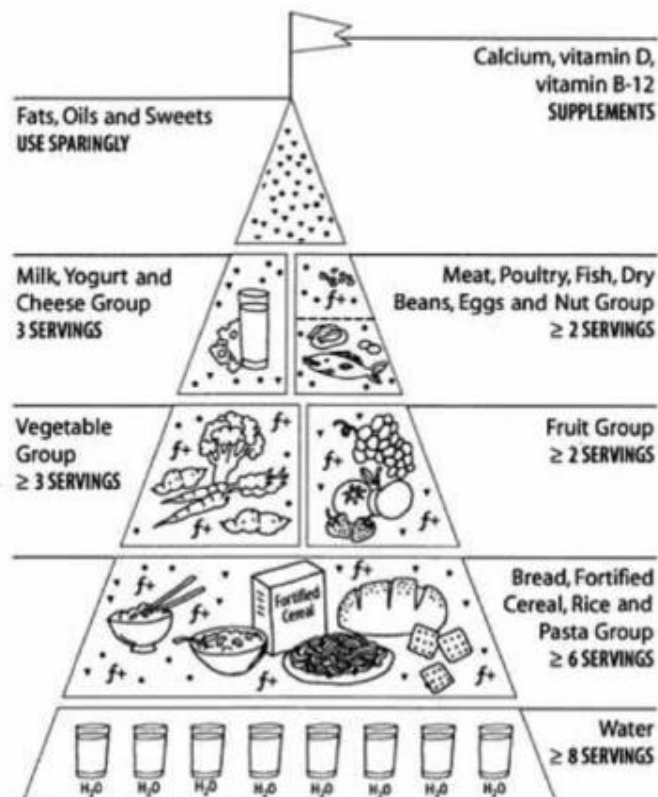 Calcium, vitamin D,
vitamin B-12
SUPPLEMENTS
Fats, Oils and Sweets
USE SPARINGLY
Milk, Yogurt and
Cheese Group
3 SERVINGS
f+
Meat, Poultry, Fish, Dry
Beans, Eggs and Nut Group
≥ 2 SERVINGS
Vegetable
Group
≥ 3 SERVINGS
f+
f+
f+
f+
f+
f+
Fruit Group
≥ 2 SERVINGS
f+
f+
f+
Fortified
Cereal
f+
f+
f+
f+
Bread, Fortified
Cereal, Rice and
Pasta Group
≥ 6 SERVINGS
H₂O H₂O H₂O H₂O H₂O H₂O H₂O H₂O
Water
≥ 8 SERVINGS